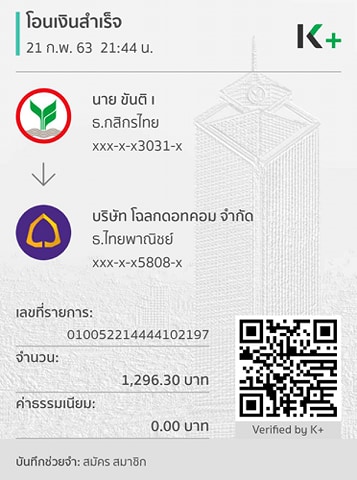 โอนเงินสำเร็จ
21 ก.พ. 63 21:44 น.
K+
นาย ขันติ เ
ธ.กสิกรไทย
xxx-x-x3031-x
บริษัท โฉลกดอทคอม จำกัด
ธ.ไทยพาณิชย์
xxx-x-x5808-x
เลขที่รายการ:
010052214444102197
จำนวน:
1,296.30 บาท
ค่าธรรมเนียม:
0.00 บาท
Verified by K+
บันทึกช่วยจำ: สมัคร สมาชิก